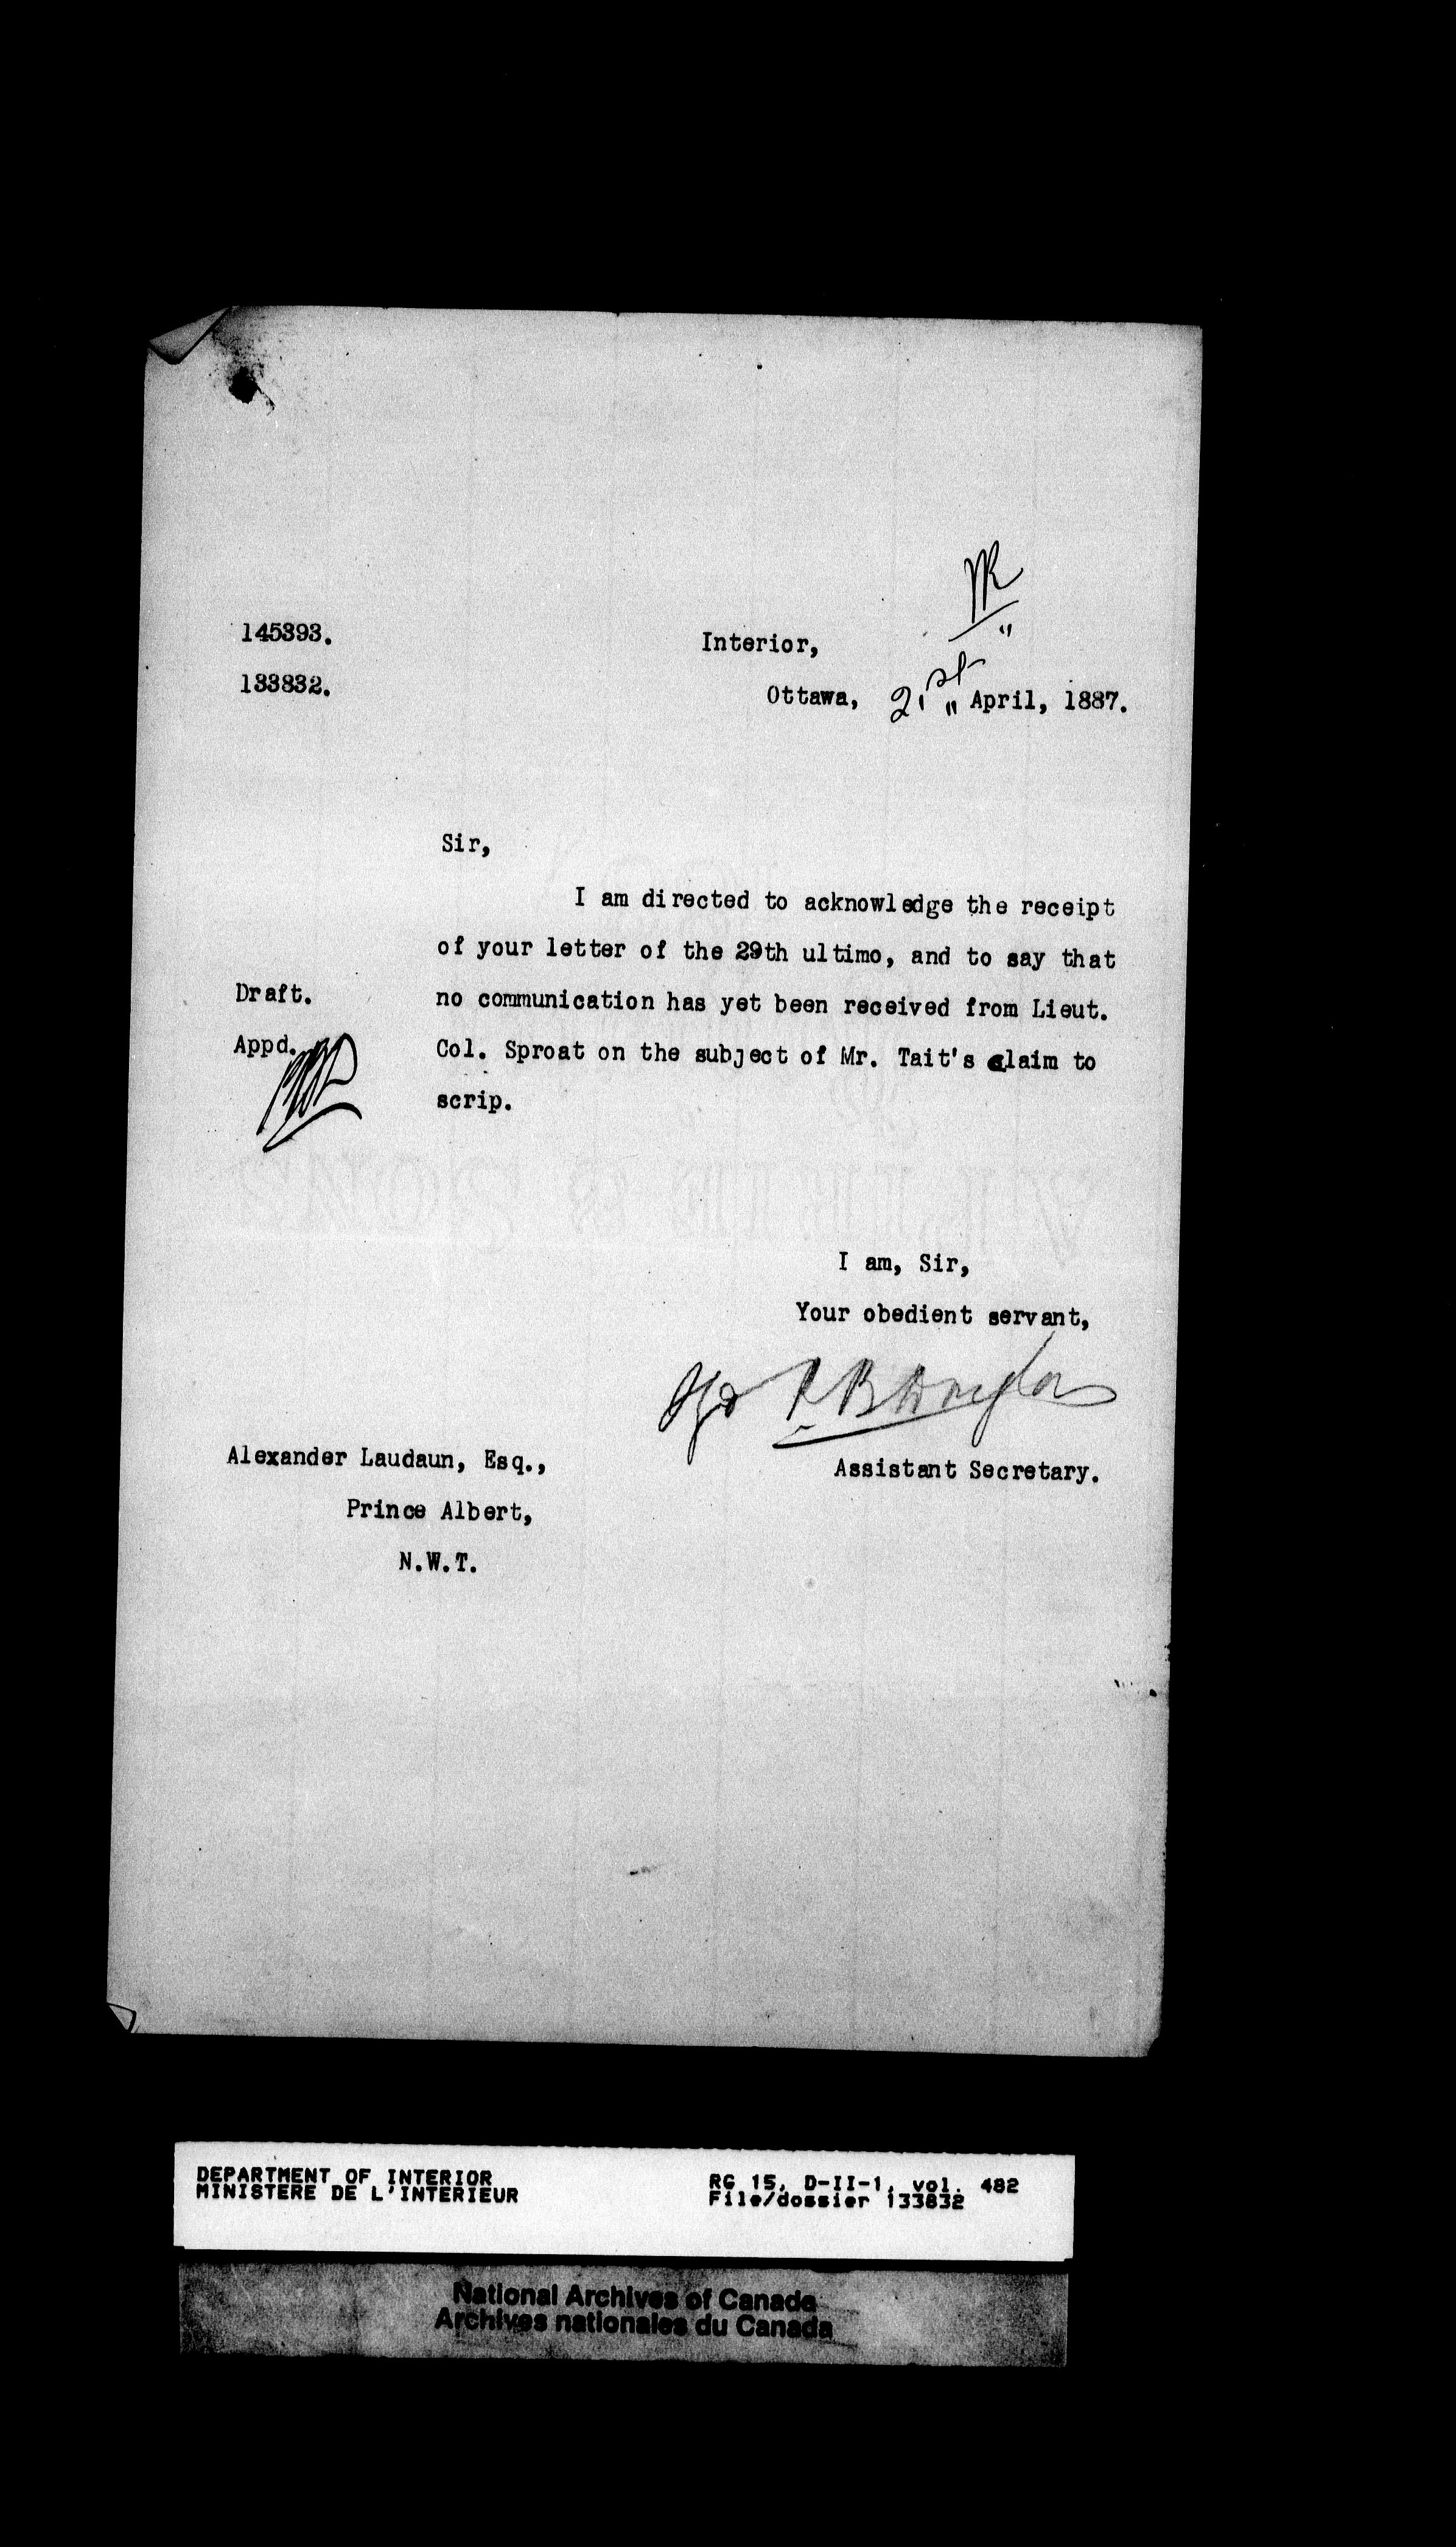 145393.
133832.
Interior,
Ottawa, 21st April, 1887.
Sir,
I am directed to acknowledge the receipt
of your letter of the 29th ultimo, and to say that
no communication has yet been received from Lieut.
Col. Sproat on the subject of Mr. Tait's claim to
scrip.
Draft.
Appd.
I am, Sir,
Your obedient servant,
Sgd P. B. Douglas
Assistant Secretary.
Alexander Laudaun, Esq.,
Prince Albert,
N.W.T.
DEPARTMENT OF INTERIOR
MINISTERE DE L'INTERIEUR
RG 15, D-II-1, vol. 482
File/dossier 133832
National Archives of Canada
Archives nationales du Canada